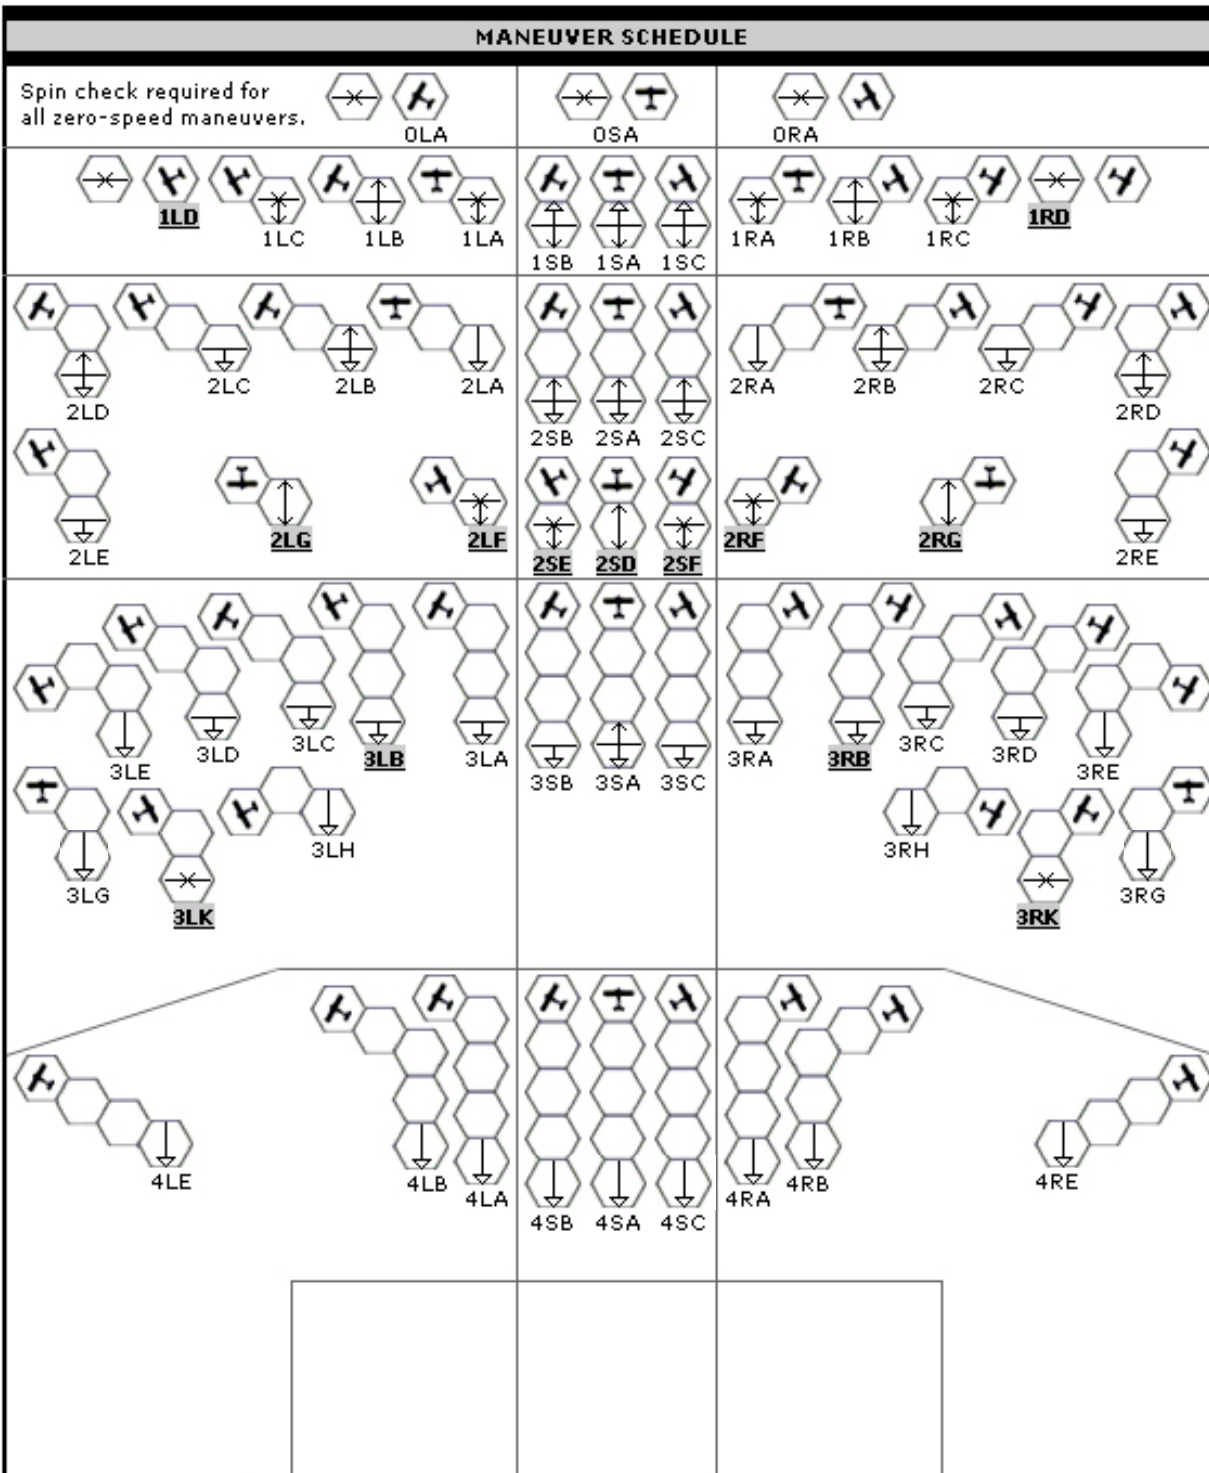 MANEUVER SCHEDULE
Spin check required for
all zero-speed maneuvers.
0LA
0SA
0RA
1LD
1LC
1LB
1LA
1SB
1SA
1SC
1RA
1RB
1RC
1RD
2LD
2LC
2LB
2LA
2SB
2SA
2SC
2RA
2RB
2RC
2RD
2LE
2LG
2LF
2SE
2SD
2SF
2RF
2RG
2RE
3LE
3LD
3LC
3LB
3LA
3SB
3SA
3SC
3RA
3RB
3RC
3RD
3RE
3LG
3LK
3LH
3RH
3RK
3RG
4LE
4LB
4LA
4SB
4SA
4SC
4RA
4RB
4RE